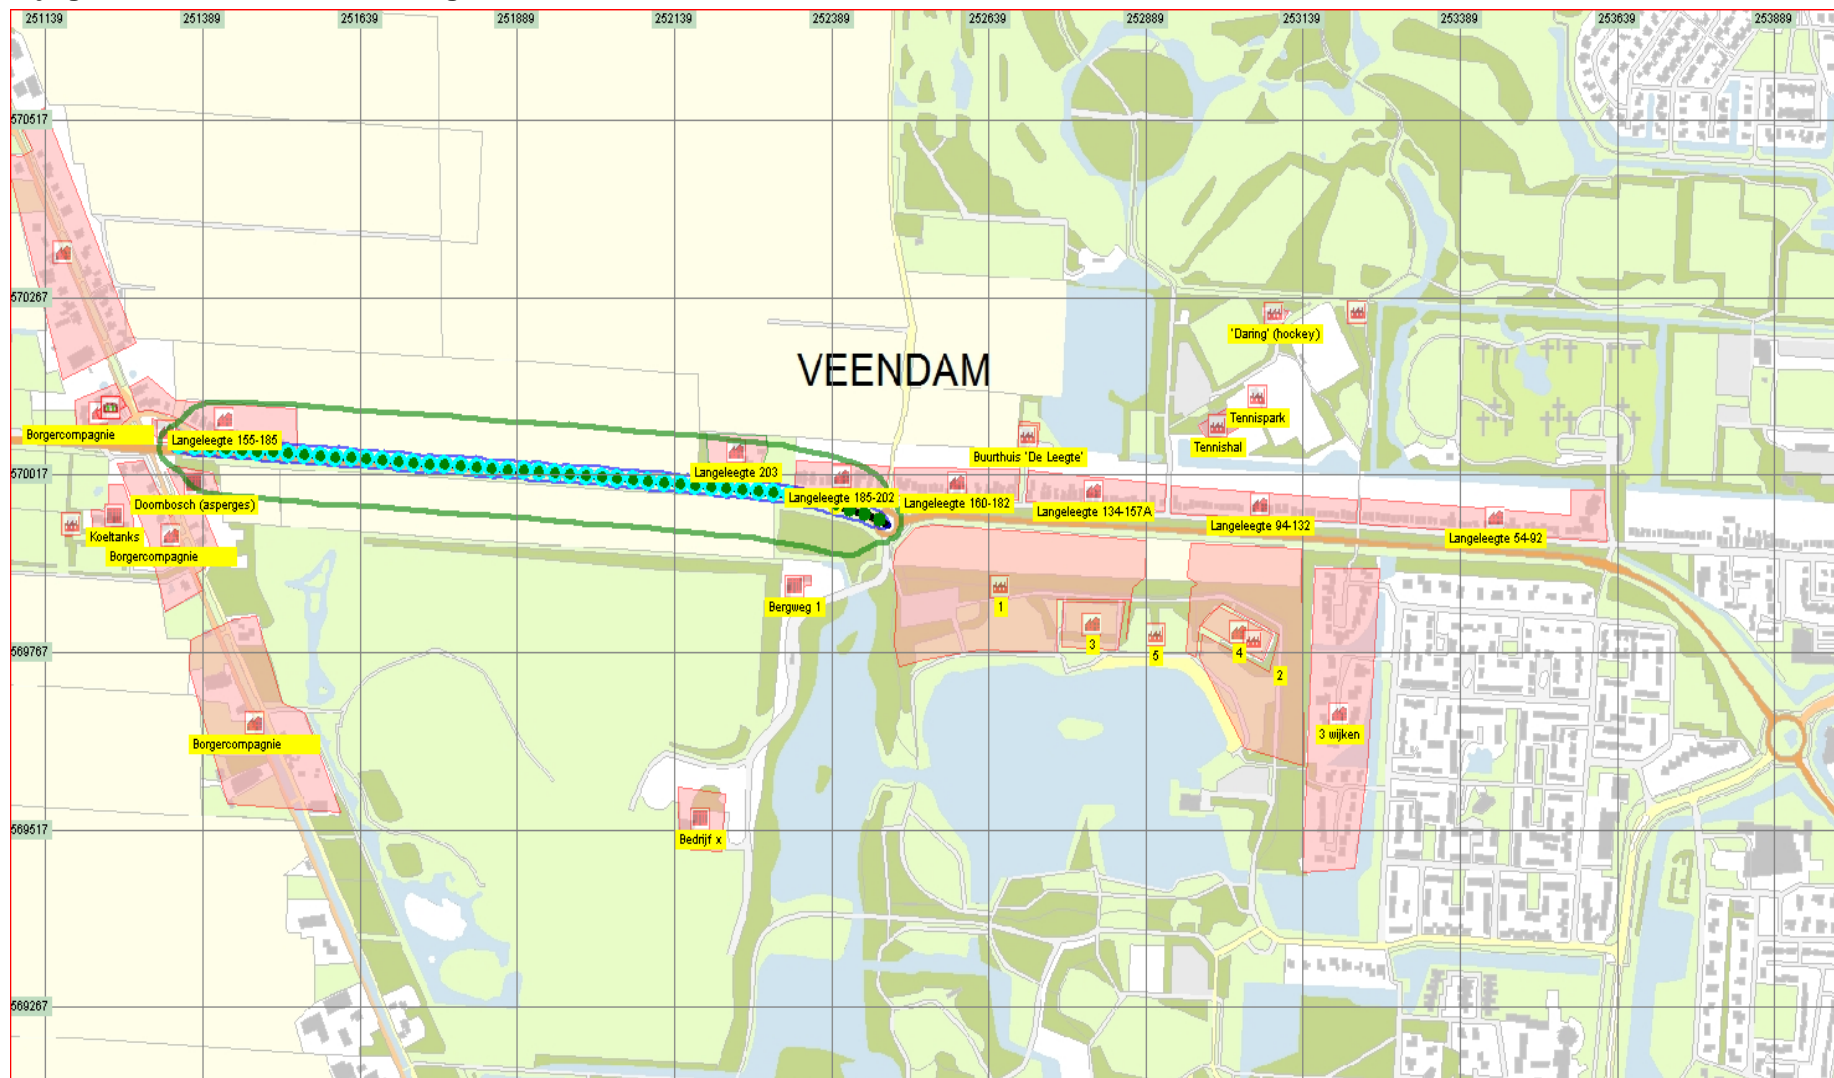 251139 251389 251639 251889 252139 252389 252639 252889 253139 253389 253639 253889
570517
570267
'Daring' (hockey)
VEENDAM
Tennispark
Borgercompagnie
Langeleegte 155-185
Tennishal
Buurthuis 'De Leegte'
570017
Langeleegte 203
Langeleegte 185-202
Doornbosch (asperges)
Langeleegte 160-182
Langeleegte 134-157A
Langeleegte 94-132
Koeltanks
Langeleegte 54-92
Borgercompagnie
Bergweg 1
1
3
5
4
569767
2
3 wijken
Borgercompagnie
569517
Bedrijf x
569267